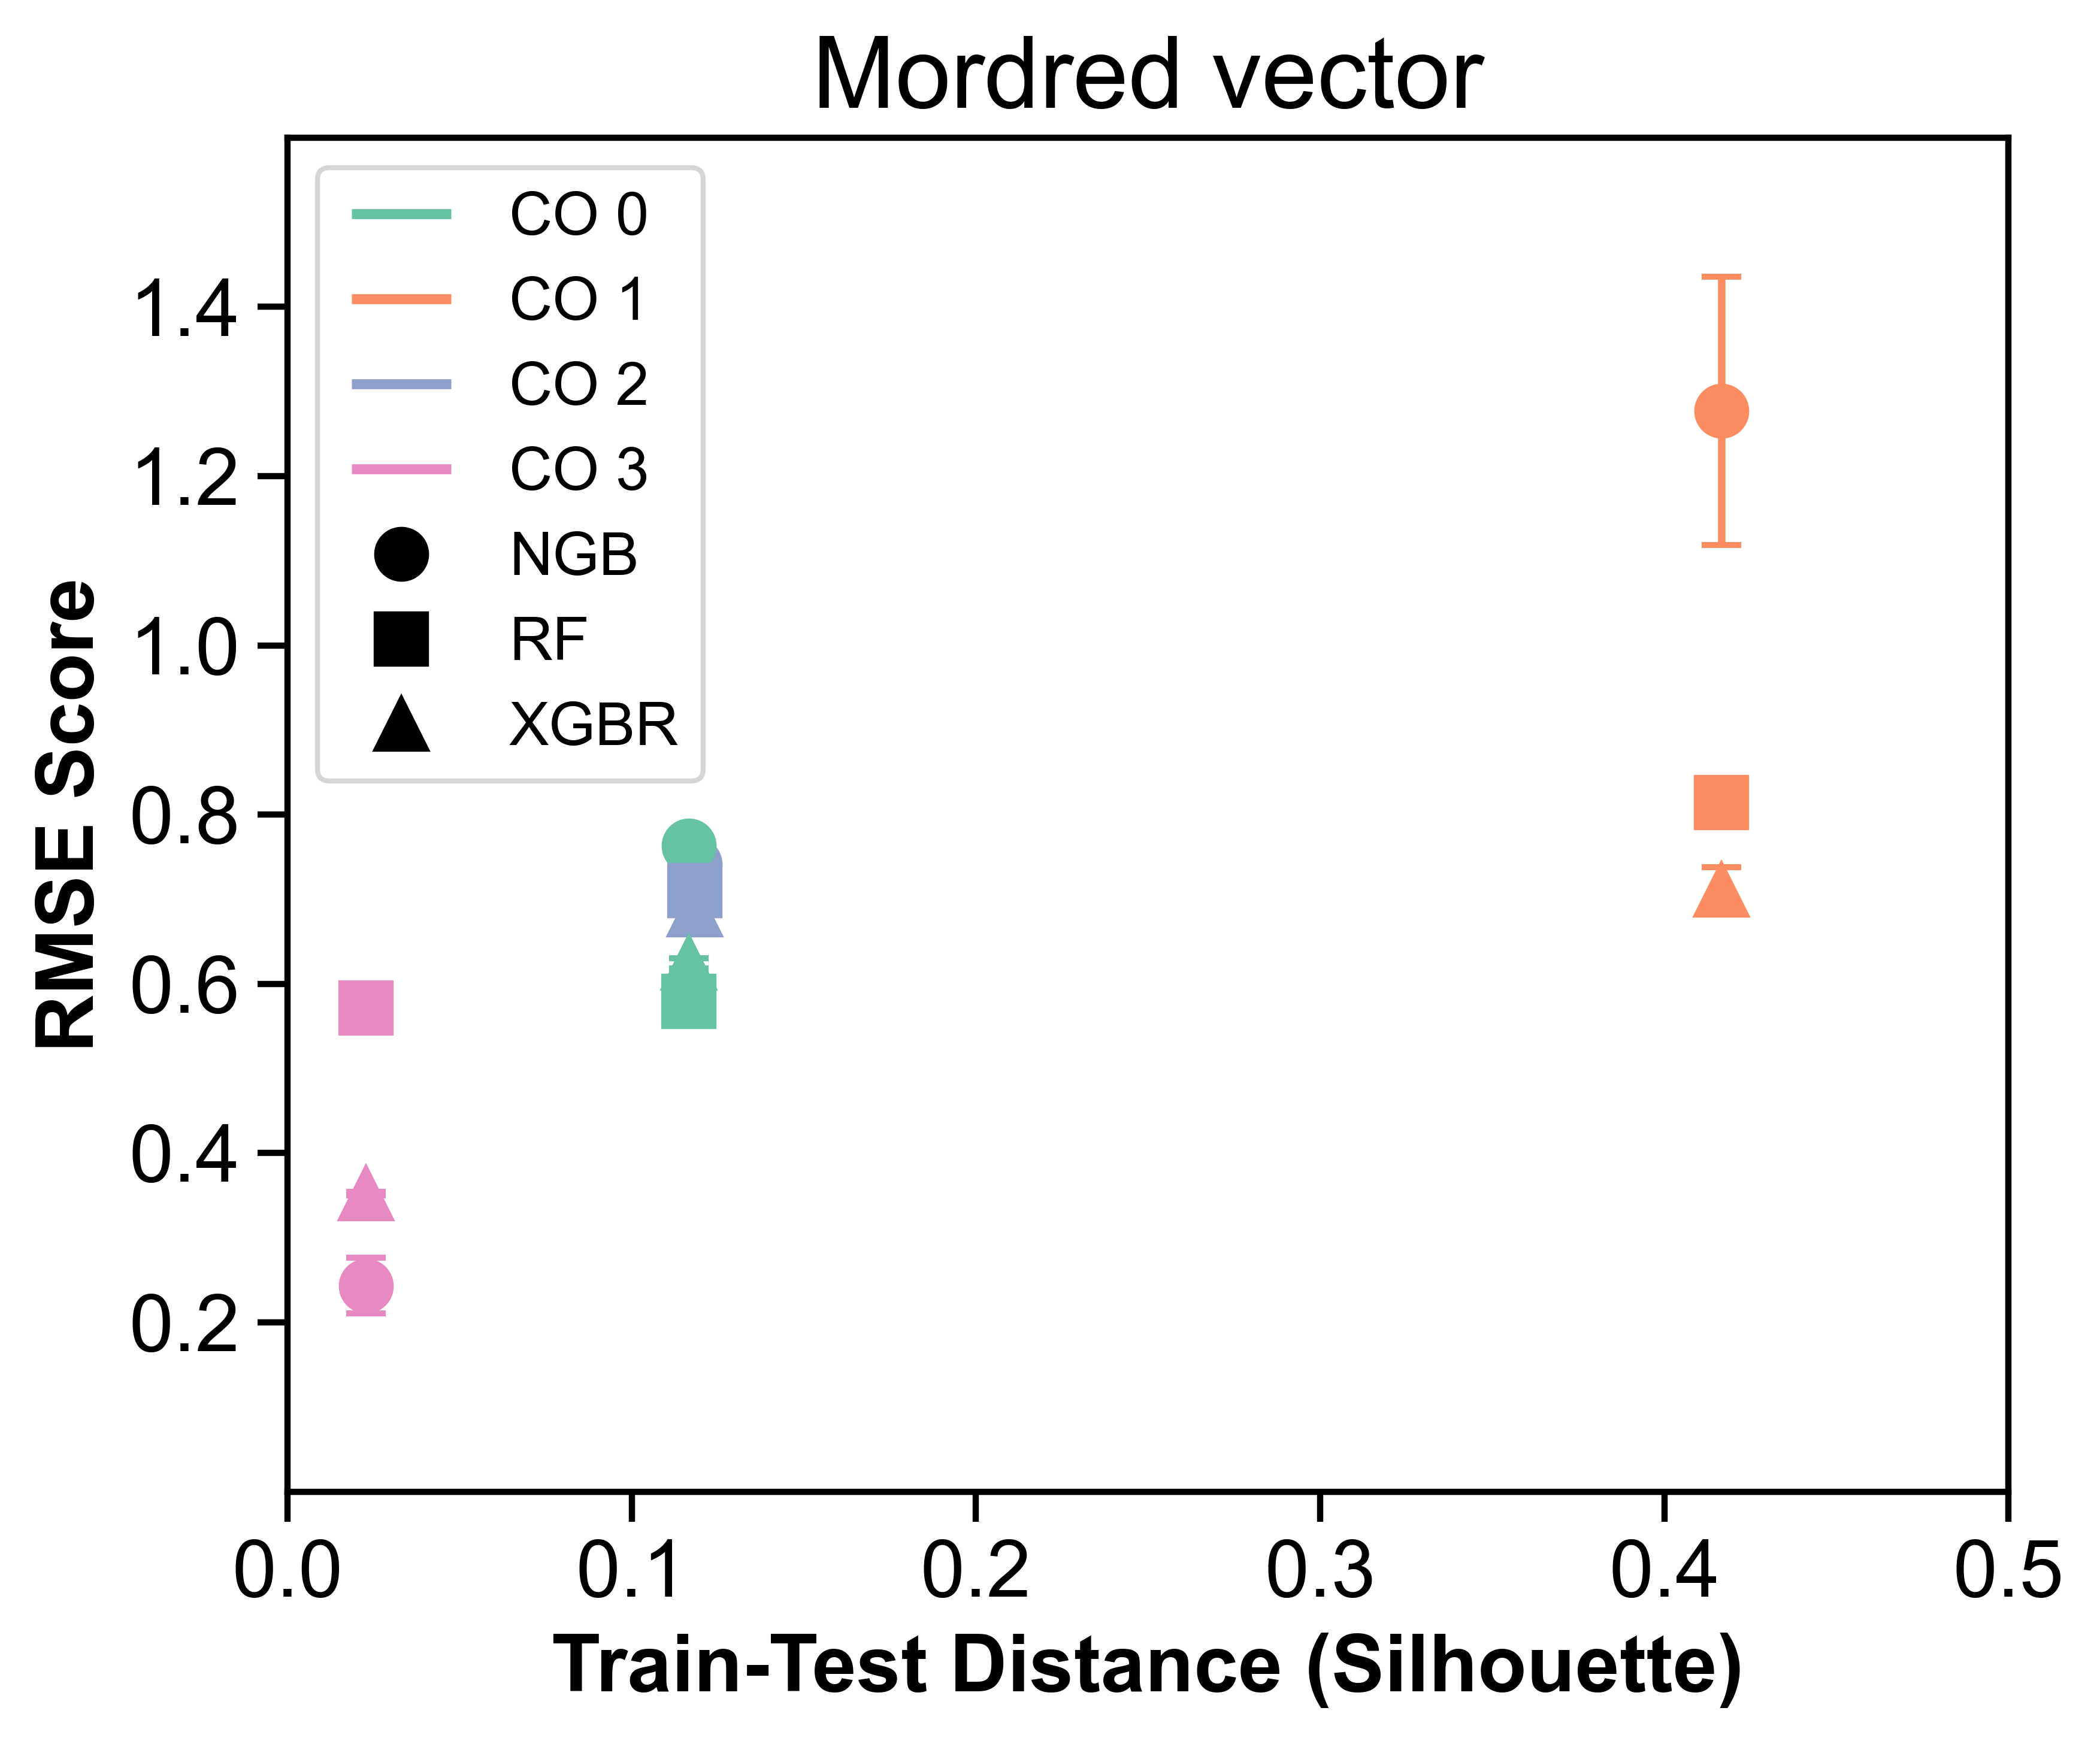 Mordred vector
CO 0
CO 1
CO 2
CO 3
NGB
RF
XGBR
RMSE Score
1.4
1.2
1.0
0.8
0.6
0.4
0.2
0.0 0.1 0.2 0.3 0.4 0.5
Train-Test Distance (Silhouette)